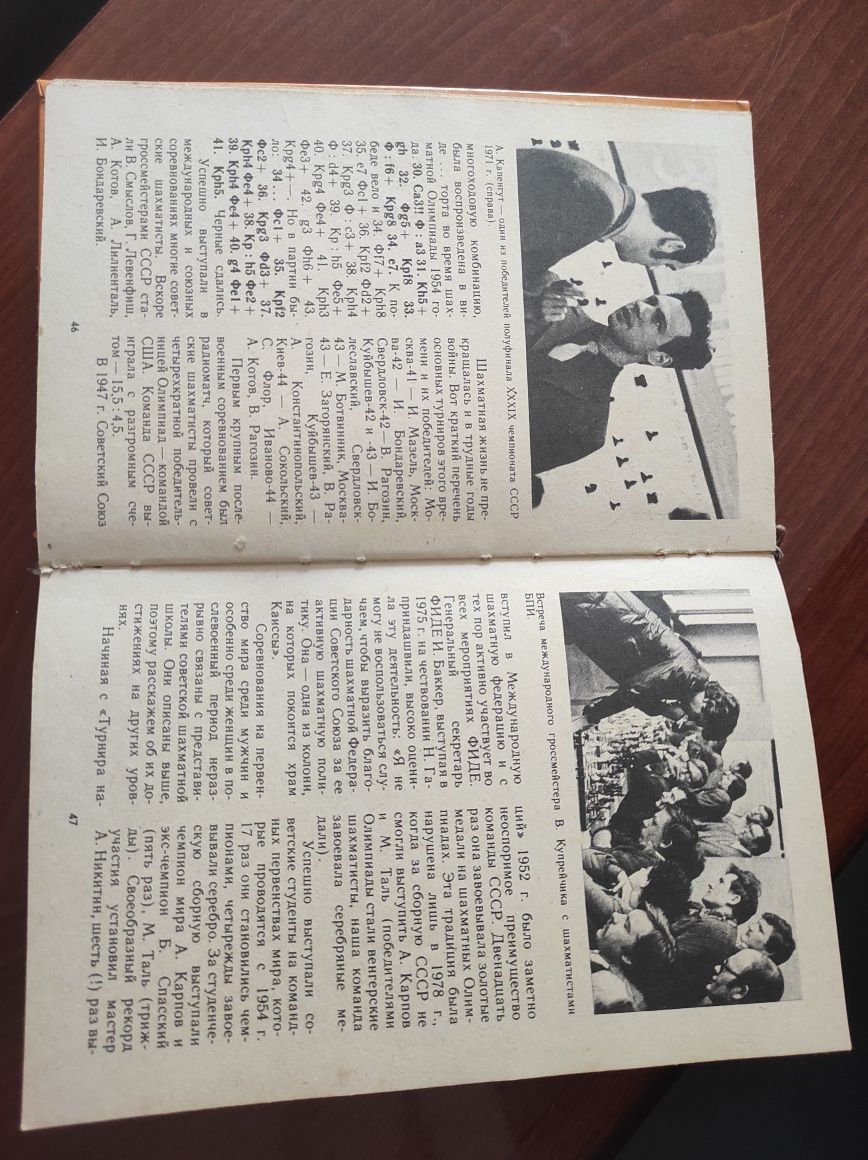 А. Капенгут — один из победителей полуфинала XXXIX чемпионата СССР
1971 г. (справа).
многоходовую комбинацию,
была воспроизведена в ви-
де . . . торта во время шах-
матной Олимпиады 1954 го-
да. 30. Ca3!! Ф : a3 31. Kh5+
gh 32. Фg5+ Kpf8 33.
Ф : f6+ Kpg8 34. e7. К по-
беде вело и 34. Фf7+ Kph8
35. e7 Фc1+ 36. Kpf2 Фd2+
37. Kpg3 Ф : c3+ 38. Kph4
Ф : d4+ 39. Kp : h5 Фe5+
40. Kpg4 Фe4+ 41. Kph3
Фe3+ 42. g3 Фh6+ 43.
Kpg4+—. Но в партии бы-
ло: 34 ... Фc1+ 35. Kpf2
Фc2+ 36. Kpg3 Фd3+ 37.
Kph4 Фe4+ 38. Kp : h5 Фe2+
39. Kph4 Фe4+ 40. g4 Фe1+
41. Kph5. Черные сдались.
Успешно выступали в
международных и союзных
соревнованиях многие совет-
ские шахматисты. Вскоре
гроссмейстерами СССР ста-
ли В. Смыслов, Г. Левенфиш,
А. Котов, А. Лилиенталь,
И. Бондаревский.
Шахматная жизнь не пре-
кращалась и в трудные годы
войны. Вот краткий перечень
основных турниров этого вре-
мени и их победителей: Мо-
сква-41 — И. Мазель, Моск-
ва-42 — И. Бондаревский,
Свердловск-42 — В. Рагозин,
Куйбышев-42 и -43 — И. Бо-
леславский, Свердловск-
43 — М. Ботвинник, Москва-
43 — Е. Загорянский, В. Ра-
гозин, Куйбышев-43 —
А. Константинопольский,
Киев-44 — А. Сокольский,
С. Флор, Иваново-44 —
А. Котов, В. Рагозин.
Первым крупным после-
военным соревнованием был
радиоматч, который совет-
ские шахматисты провели с
четырехкратной победитель-
ницей Олимпиад — командой
США. Команда СССР вы-
играла с разгромным сче-
том — 15,5 : 4,5.
В 1947 г. Советский Союз
46
Встреча международного гроссмейстера В. Купрейчика с шахматистами
БПИ.
вступил в Международную
шахматную федерацию и с
тех пор активно участвует во
всех мероприятиях ФИДЕ.
Генеральный секретарь
ФИДЕ И. Баккер, выступая в
1975 г. на чествовании Н. Га-
приндашвили, высоко оцени-
ла эту деятельность: «Я не
могу не воспользоваться слу-
чаем, чтобы выразить благо-
дарность шахматной Федера-
ции Советского Союза за ее
активную шахматную поли-
тику. Она — одна из колонн,
на которых покоится храм
Каиссы».
Соревнования на первен-
ство мира среди мужчин и
особенно среди женщин в по-
слевоенный период нераз-
рывно связаны с представи-
телями советской шахматной
школы. Они описаны выше,
поэтому расскажем об их до-
стижениях на других уров-
нях.
Начиная с «Турнира на-
ций» 1952 г. было заметно
неоспоримое преимущество
команды СССР. Двенадцать
раз она завоевывала золотые
медали на шахматных Олим-
пиадах. Эта традиция была
нарушена лишь в 1978 г.,
когда за сборную СССР не
смогли выступить А. Карпов
и М. Таль (победителями
Олимпиады стали венгерские
шахматисты, наша команда
завоевала серебряные ме-
дали).
Успешно выступали со-
ветские студенты на команд-
ных первенствах мира, кото-
рые проводятся с 1954 г.
17 раз они становились чем-
пионами, четырежды завое-
вывали серебро. За студенче-
скую сборную выступали
чемпион мира А. Карпов и
экс-чемпион Б. Спасский
(пять раз), М. Таль (триж-
ды). Своеобразный рекорд
участия установил мастер
А. Никитин, шесть (!) раз вы-
47